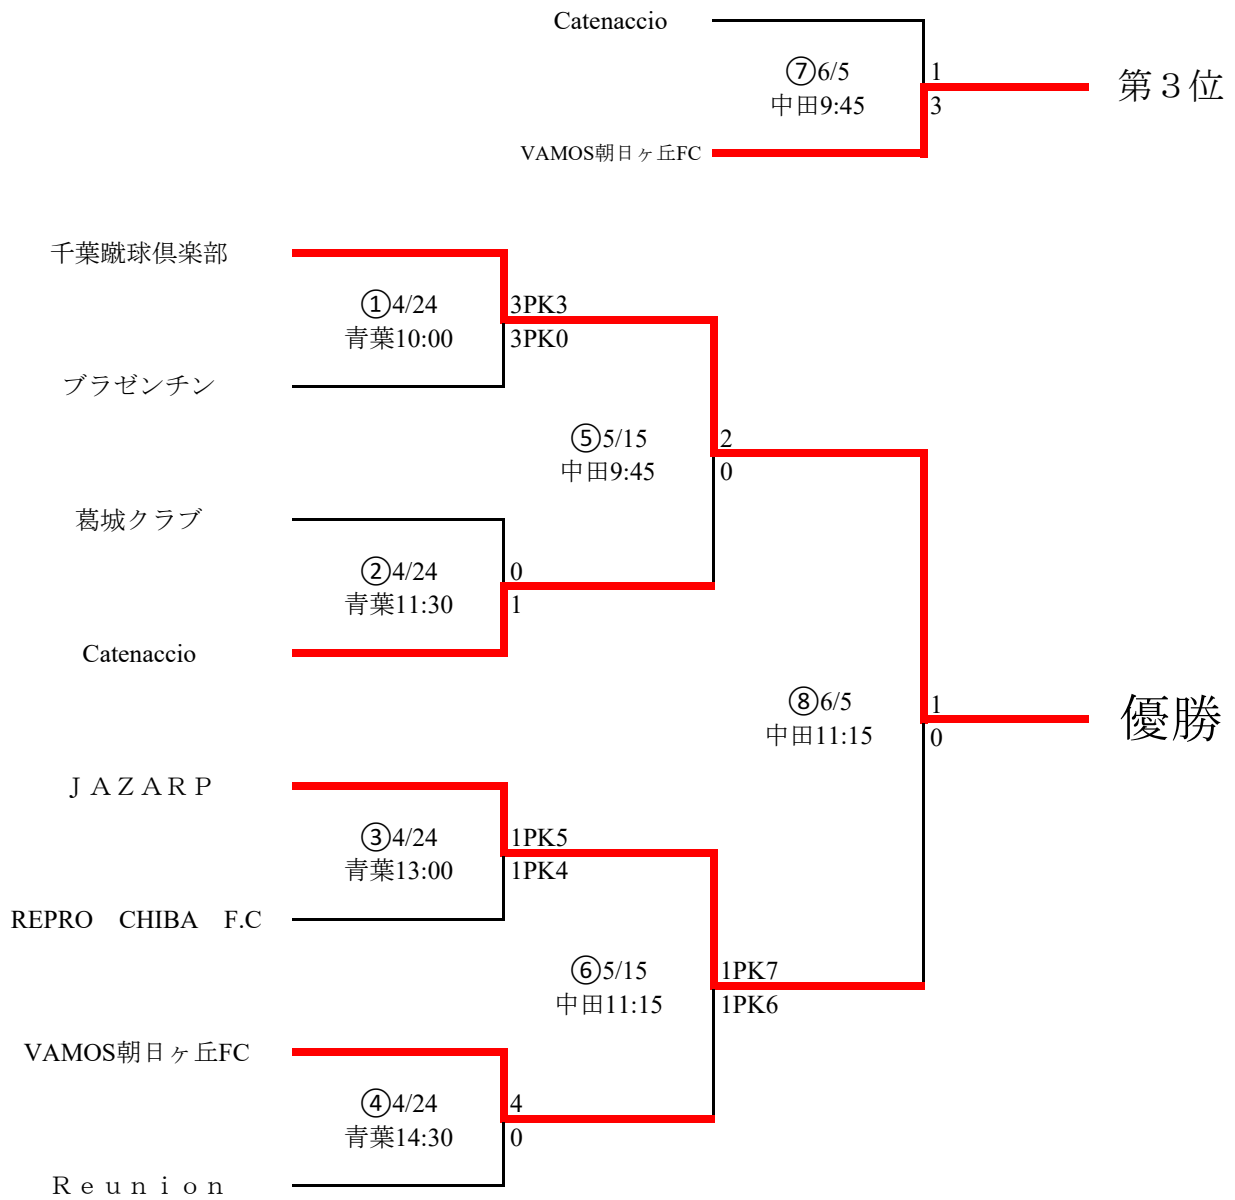 Catenaccio
⑦6/5
中田9:45
1
3
第３位
VAMOS朝日ヶ丘FC
千葉蹴球倶楽部
①4/24
青葉10:00
3PK3
3PK0
ブラゼンチン
⑤5/15
中田9:45
2
0
葛城クラブ
②4/24
青葉11:30
0
1
Catenaccio
⑧6/5
中田11:15
1
0
優勝
ＪＡＺＡＲＰ
③4/24
青葉13:00
1PK5
1PK4
REPRO　CHIBA　F.C
⑥5/15
中田11:15
1PK7
1PK6
VAMOS朝日ヶ丘FC
④4/24
青葉14:30
4
0
Ｒｅｕｎｉｏｎ